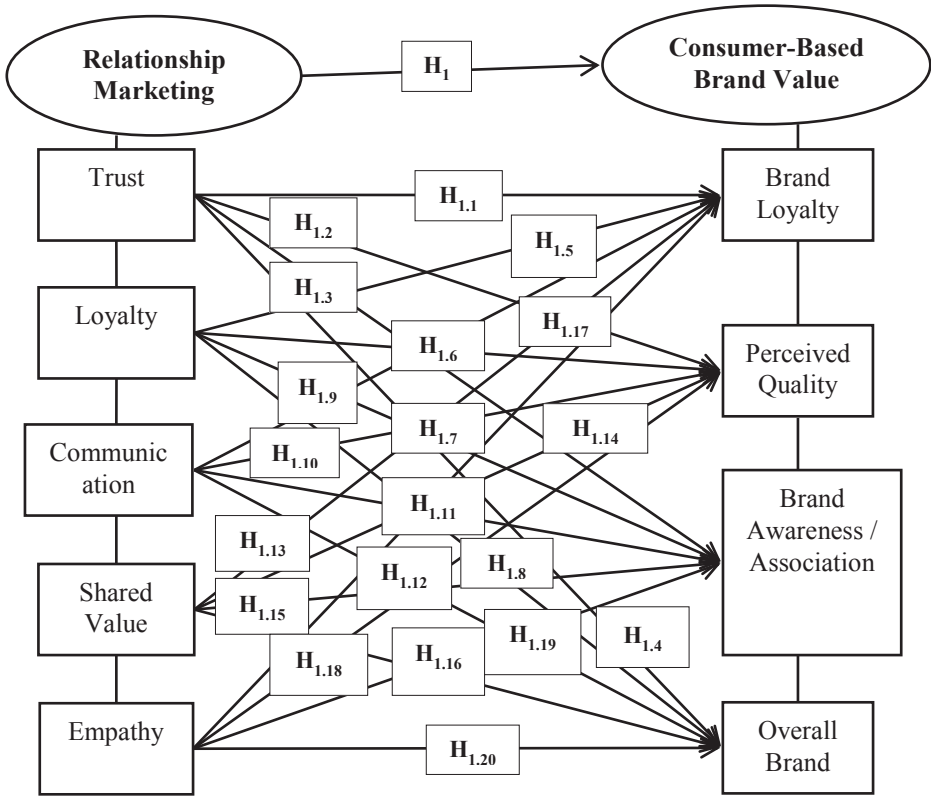 Relationship
Marketing
H1
Consumer-Based
Brand Value
Trust
Brand
Loyalty
H1.1
H1.2
H1.5
H1.3
Loyalty
H1.17
H1.6
Perceived
Quality
H1.9
H1.7
H1.14
H1.10
Communic
ation
H1.11
Brand
Awareness /
Association
H1.13
H1.8
H1.12
Shared
Value
H1.15
H1.19
H1.4
H1.18
H1.16
Empathy
H1.20
Overall
Brand